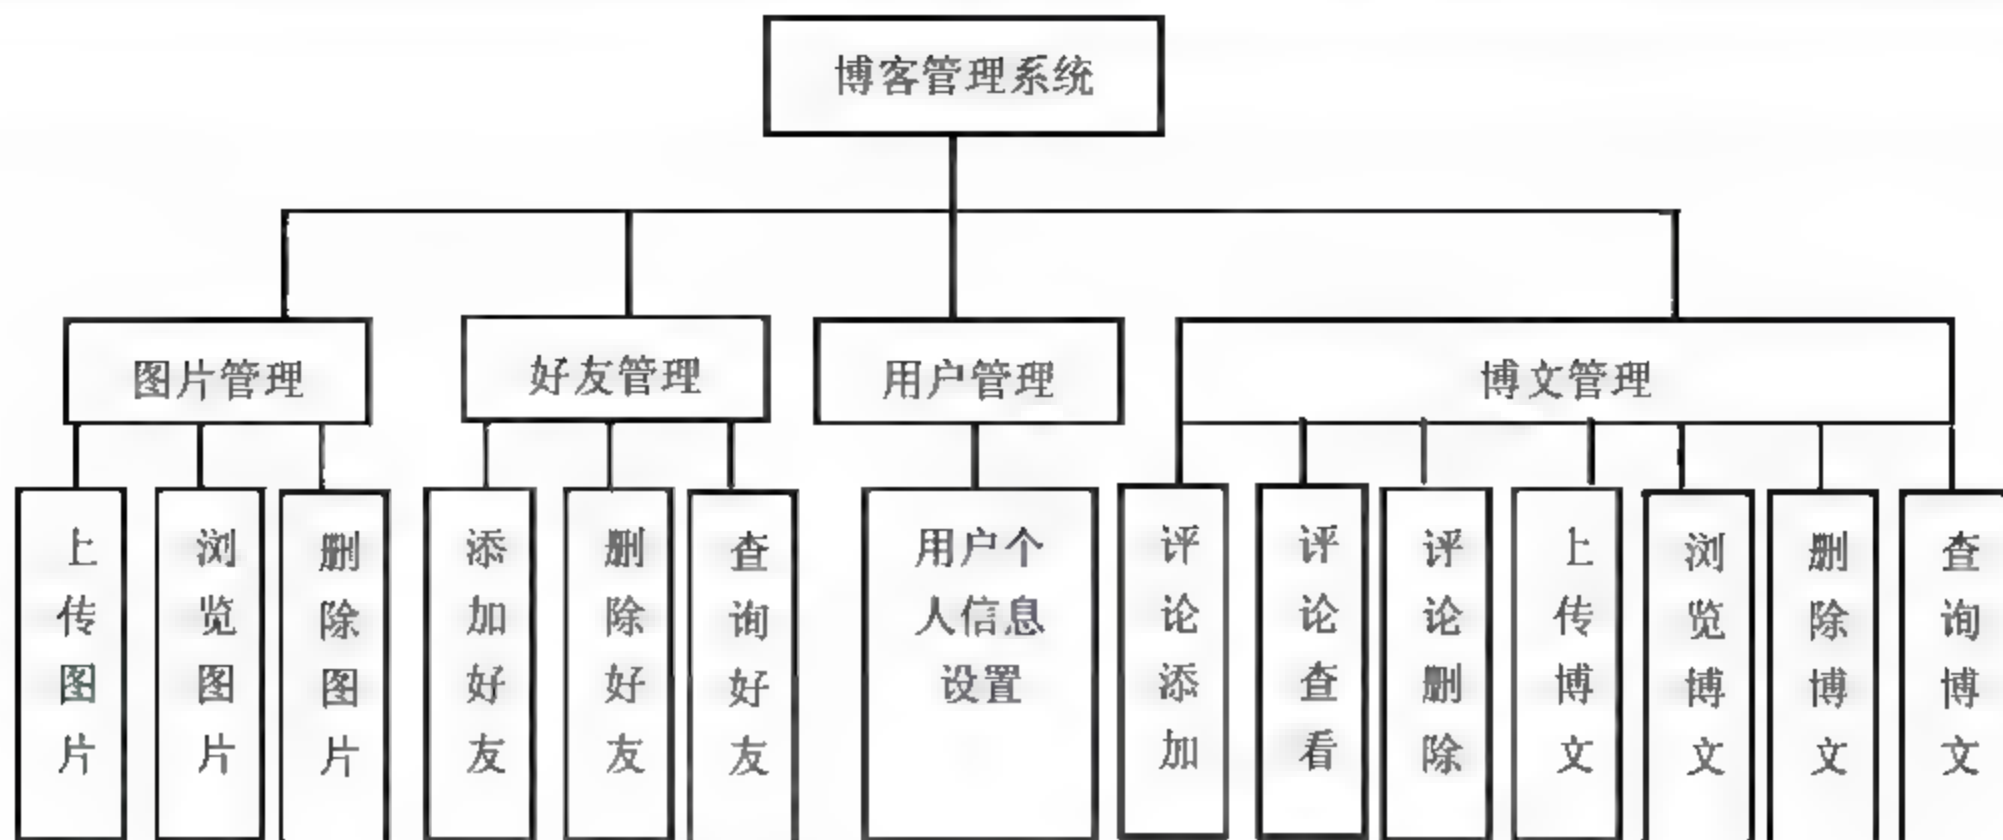 博客管理系统
图片管理
好友管理
用户管理
博文管理
上传图片
浏览图片
删除图片
添加好友
删除好友
查询好友
用户个
人信息
设置
评论添加
评论查看
评论删除
上传博文
浏览博文
删除博文
查询博文